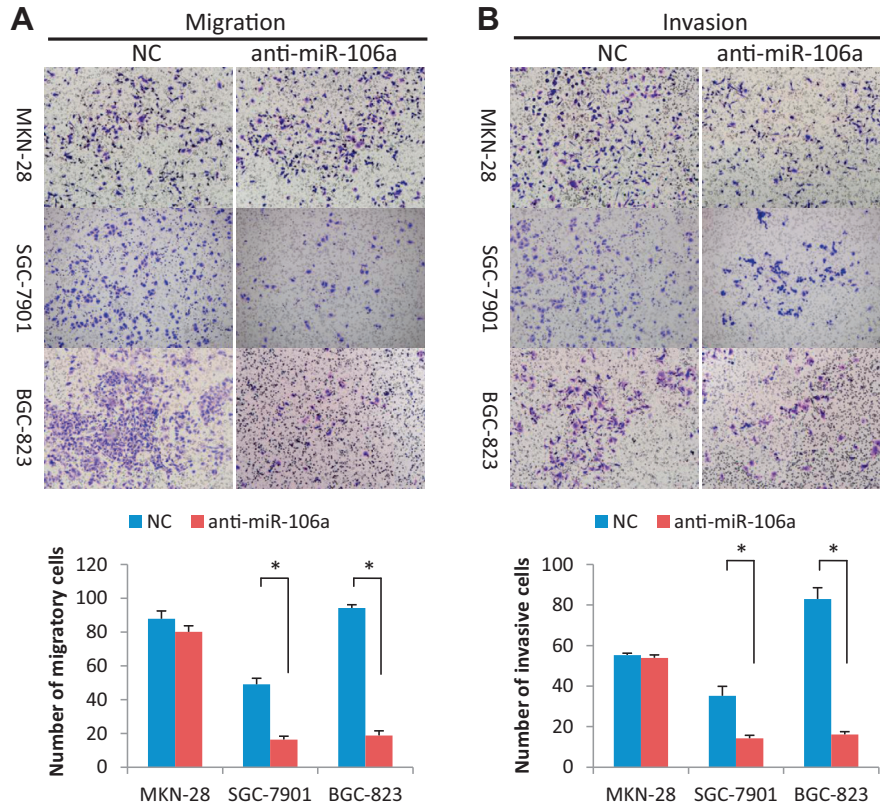 A
Migration
NC
anti-miR-106a
MKN-28
SGC-7901
BGC-823
NC
anti-miR-106a
Number of migratory cells
120
100
80
60
40
20
0
*
*
MKN-28
SGC-7901
BGC-823
B
Invasion
NC
anti-miR-106a
MKN-28
SGC-7901
BGC-823
NC
anti-miR-106a
Number of invasive cells
100
80
60
40
20
0
*
*
MKN-28
SGC-7901
BGC-823